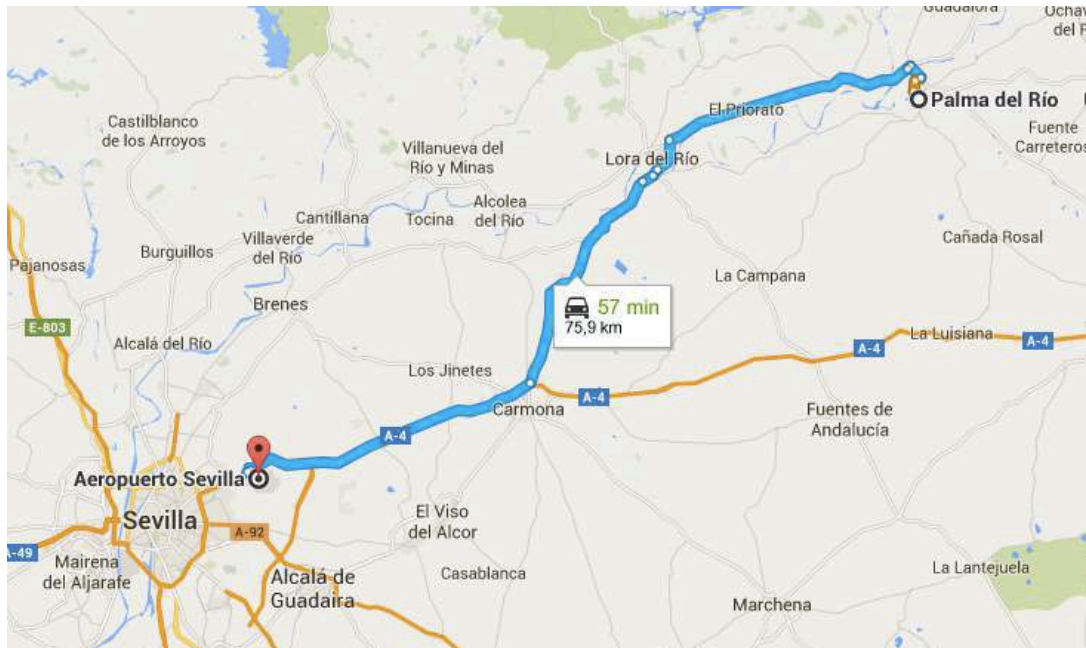 Guadalora
Ochav
del R
Palma del Río
El Priorato
Castilblanco
de los Arroyos
Fuente
Carreteros
Villanueva del
Río y Minas
Lora del Río
Alcolea
del Río
Cantillana
Tocina
Villaverde
del Río
Burguillos
Cañada Rosal
Pajanosas
La Campana
Brenes
57 min
75,9 km
E-803
Alcalá del Río
La Luisiana
A-4
A-4
Los Jinetes
A-4
Carmona
Fuentes de
Andalucía
A-4
Aeropuerto Sevilla
El Viso
del Alcor
Sevilla
A-92
A-49
Mairena
del Aljarafe
Casablanca
Alcalá de
Guadaira
La Lantejuela
Marchena